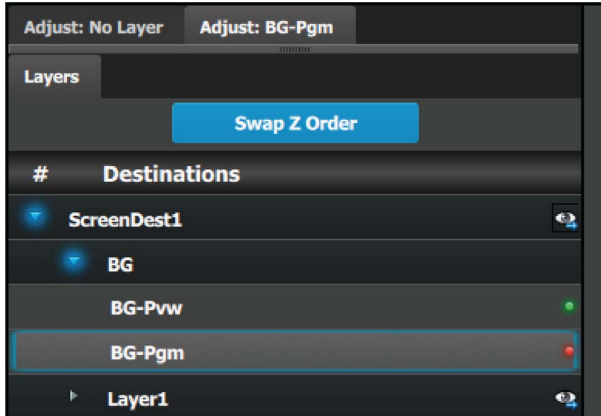 Adjust: No Layer Adjust: BG-Pgm
Layers
Swap Z Order
# Destinations
ScreenDest1
BG
BG-Pvw
BG-Pgm
Layer1